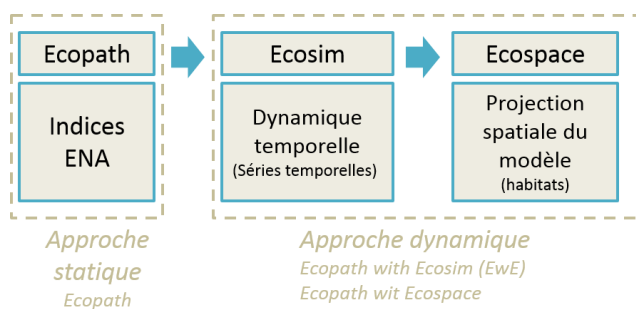 Ecopath
Ecosim
Ecospace
Indices
ENA
Dynamique
temporelle
(Séries temporelles)
Projection
spatiale du
modèle
(habitats)
Approche
statique
Ecopath
Approche dynamique
Ecopath with Ecosim (EwE)
Ecopath wit Ecospace